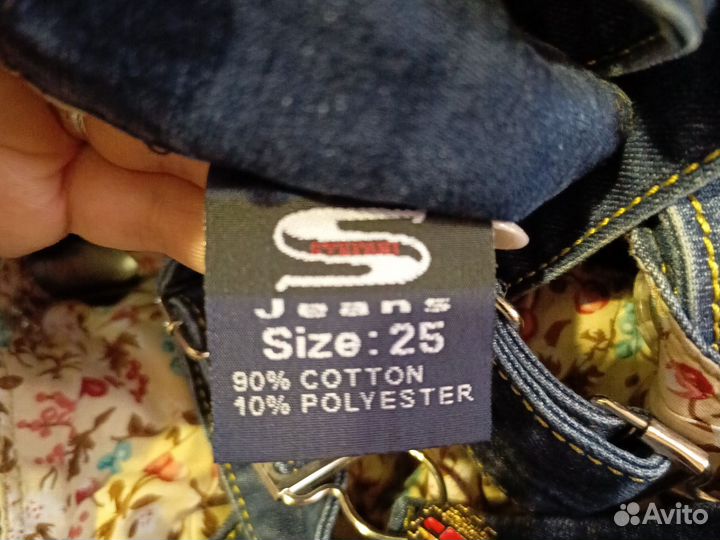 S
Jeans
Size: 25
90% COTTON
10% POLYESTER
Avito